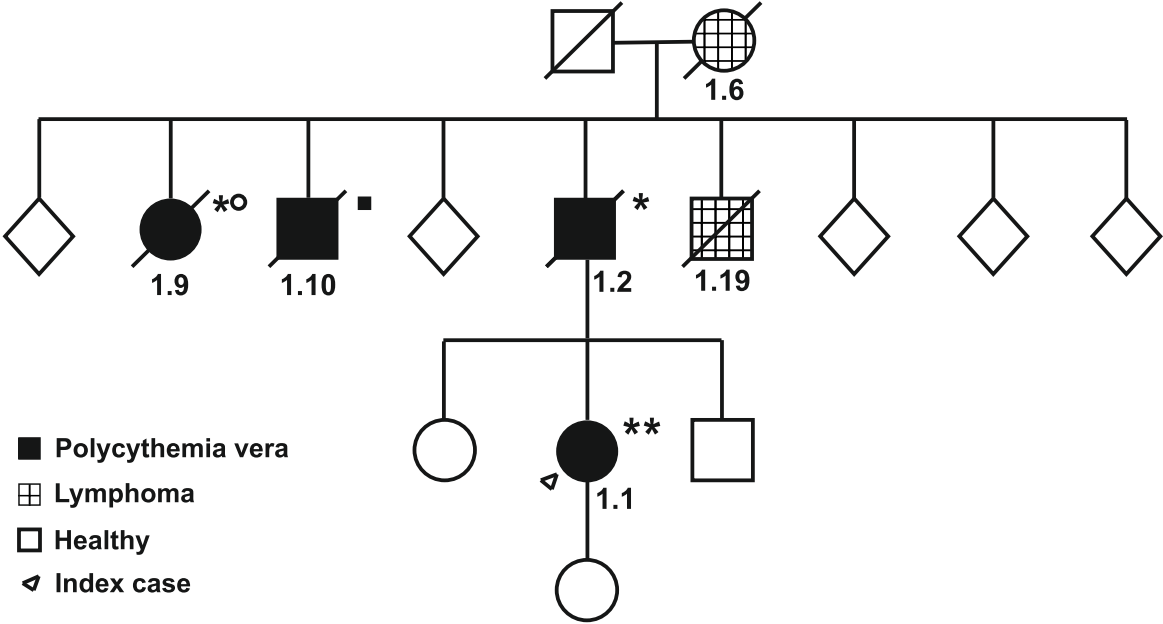 1.6
*° ■ *
1.9 1.10 1.2 1.19
**
1.1
Polycythemia vera
Lymphoma
Healthy
Index case